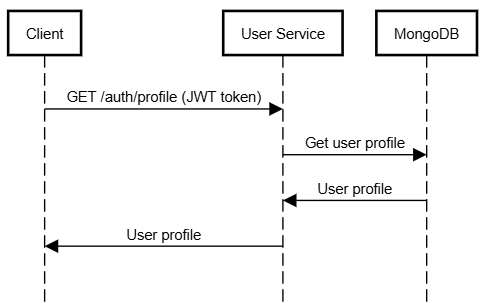 Client
User Service
MongoDB
GET /auth/profile (JWT token)
Get user profile
User profile
User profile